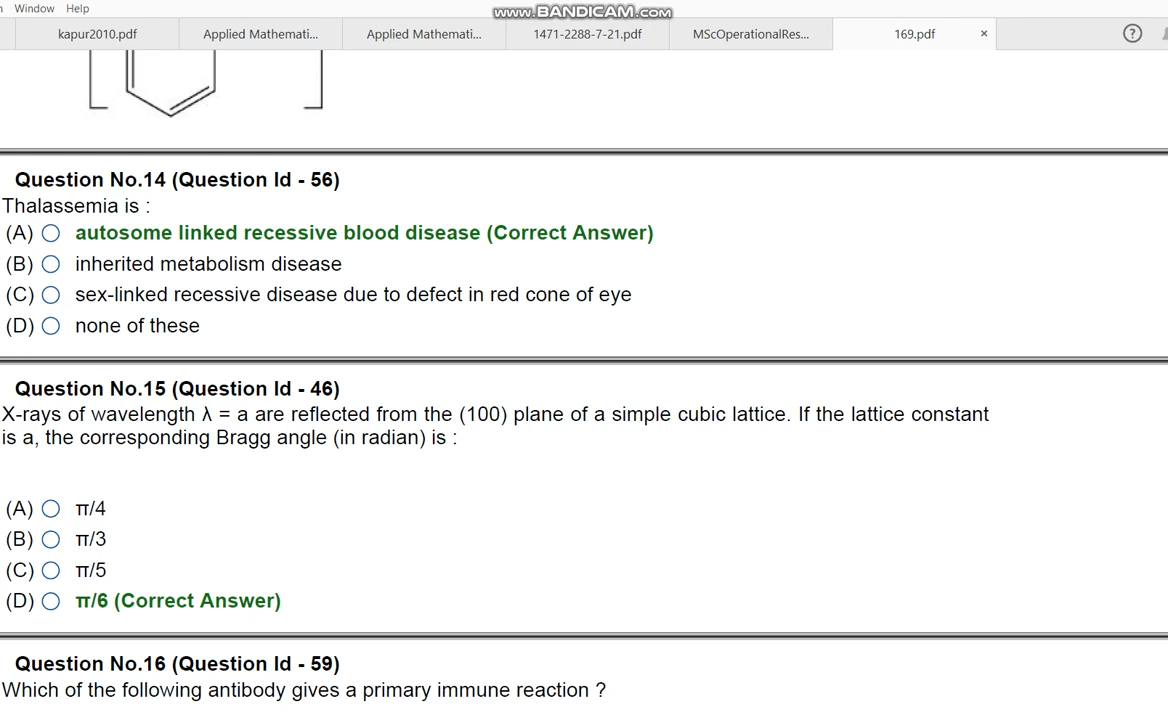 Window Help
www.BANDICAM.com
kapur2010.pdf Applied Mathemati... Applied Mathemati... 1471-2288-7-21.pdf MScOperationalRes... 169.pdf × ?
Question No.14 (Question Id - 56)
Thalassemia is :
(A) autosome linked recessive blood disease (Correct Answer)
(B) inherited metabolism disease
(C) sex-linked recessive disease due to defect in red cone of eye
(D) none of these
Question No.15 (Question Id - 46)
X-rays of wavelength λ = a are reflected from the (100) plane of a simple cubic lattice. If the lattice constant
is a, the corresponding Bragg angle (in radian) is :
(A) π/4
(B) π/3
(C) π/5
(D) π/6 (Correct Answer)
Question No.16 (Question Id - 59)
Which of the following antibody gives a primary immune reaction ?